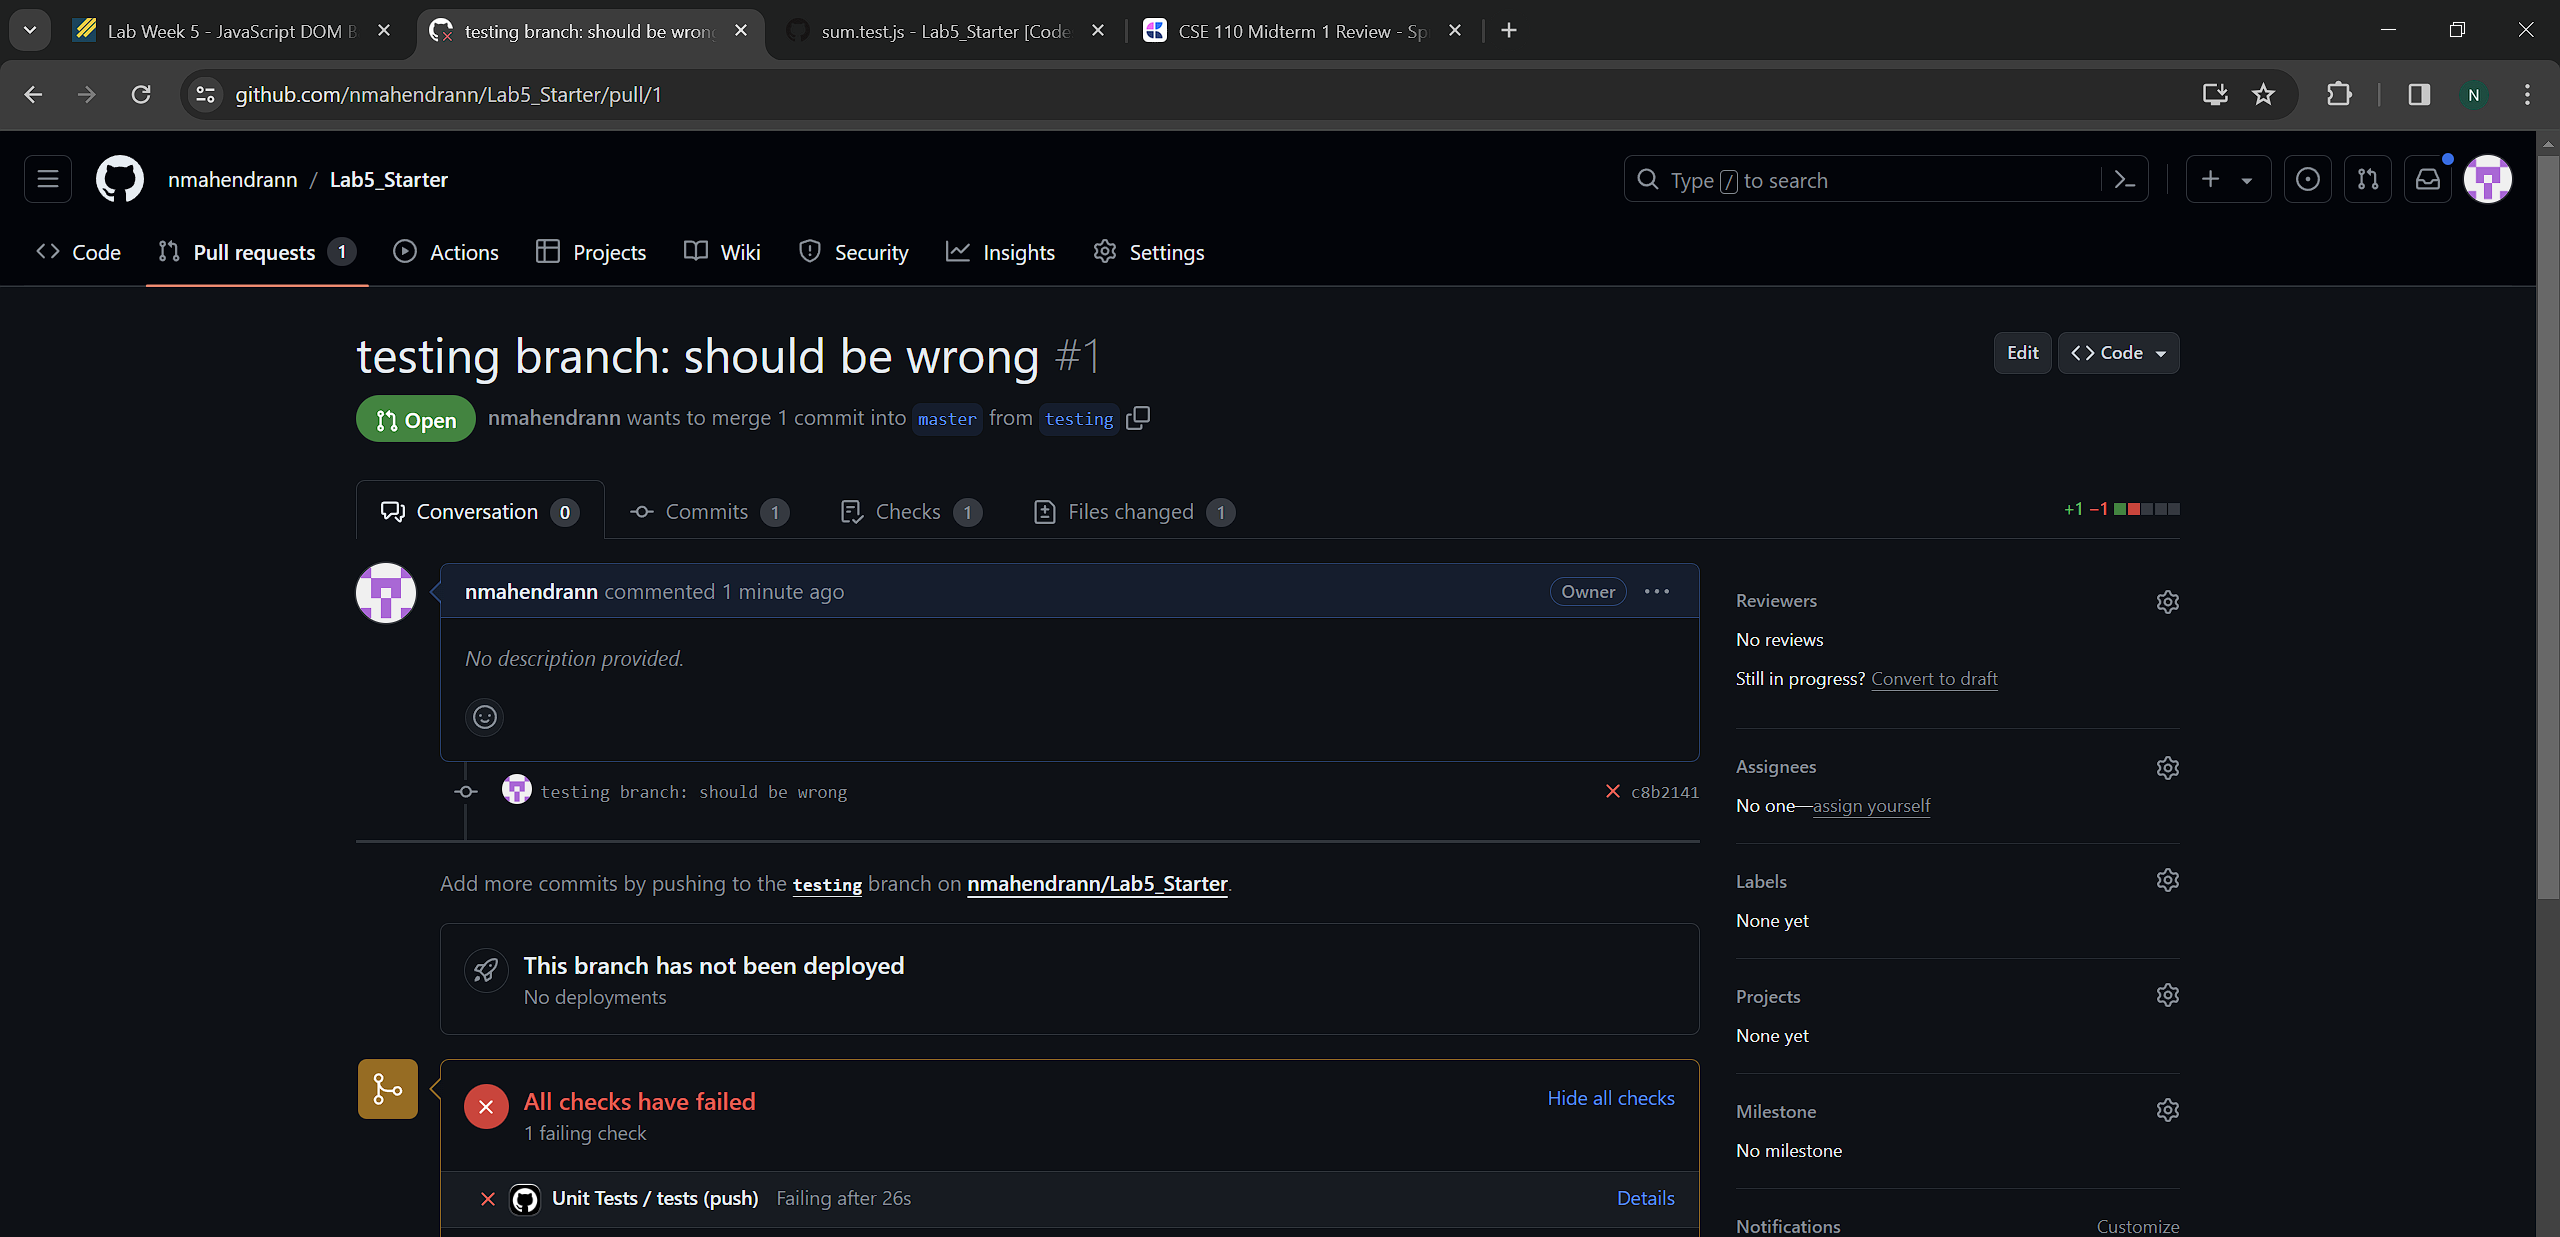 Lab Week 5 - JavaScript DOM B
testing branch: should be wron
sum.test.js - Lab5_Starter [Code
CSE 110 Midterm 1 Review - Sp
github.com/nmahendrann/Lab5_Starter/pull/1
N
nmahendrann / Lab5_Starter
Type / to search
Code
Pull requests 1
Actions
Projects
Wiki
Security
Insights
Settings
testing branch: should be wrong #1
Edit
<> Code
Open
nmahendrann wants to merge 1 commit into master from testing
Conversation 0
Commits 1
Checks 1
Files changed 1
+1 −1
nmahendrann commented 1 minute ago
Owner
No description provided.
testing branch: should be wrong
c8b2141
Add more commits by pushing to the testing branch on nmahendrann/Lab5_Starter.
This branch has not been deployed
No deployments
All checks have failed
1 failing check
Hide all checks
Unit Tests / tests (push) Failing after 26s
Details
Reviewers
No reviews
Still in progress? Convert to draft
Assignees
No one—assign yourself
Labels
None yet
Projects
None yet
Milestone
No milestone
Notifications
Customize